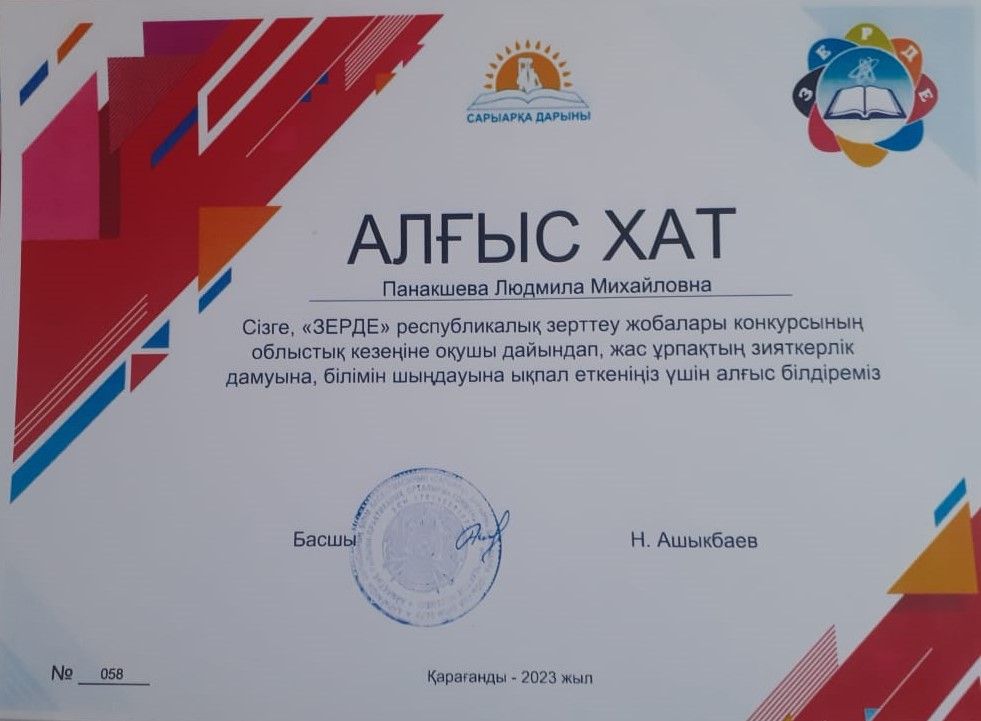 САРЫАРҚА ДАРЫНЫ
ЗЕРДЕ
АЛҒЫС ХАТ
Панакшева Людмила Михайловна
Сізге, «ЗЕРДЕ» республикалық зерттеу жобалары конкурсының
облыстық кезеңіне оқушы дайындап, жас ұрпақтың зияткерлік
дамуына, білімін шыңдауына ықпал еткеніңіз үшін алғыс білдіреміз
Басшы Н. Ашыкбаев
№ 058
Қарағанды - 2023 жыл